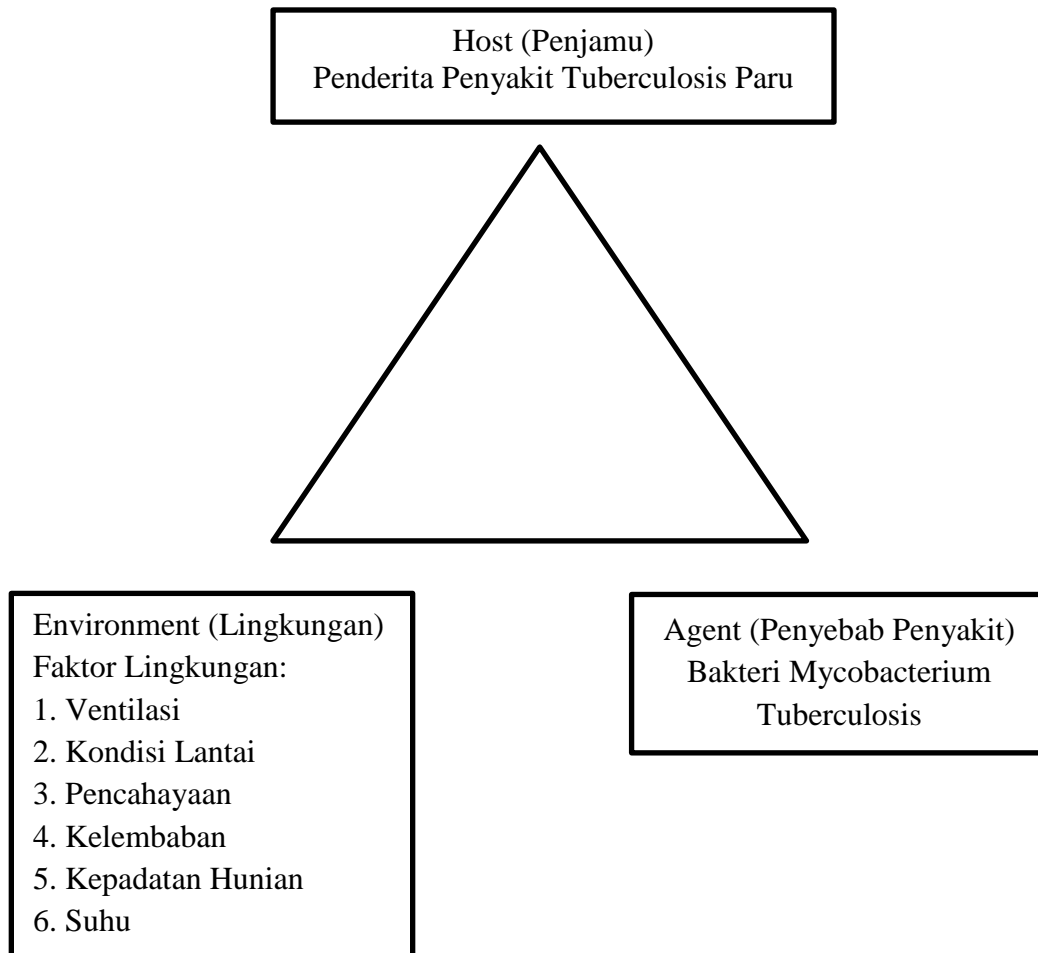 Host (Penjamu)
Penderita Penyakit Tuberculosis Paru
Environment (Lingkungan)
Faktor Lingkungan:
1. Ventilasi
2. Kondisi Lantai
3. Pencahayaan
4. Kelembaban
5. Kepadatan Hunian
6. Suhu
Agent (Penyebab Penyakit)
Bakteri Mycobacterium
Tuberculosis